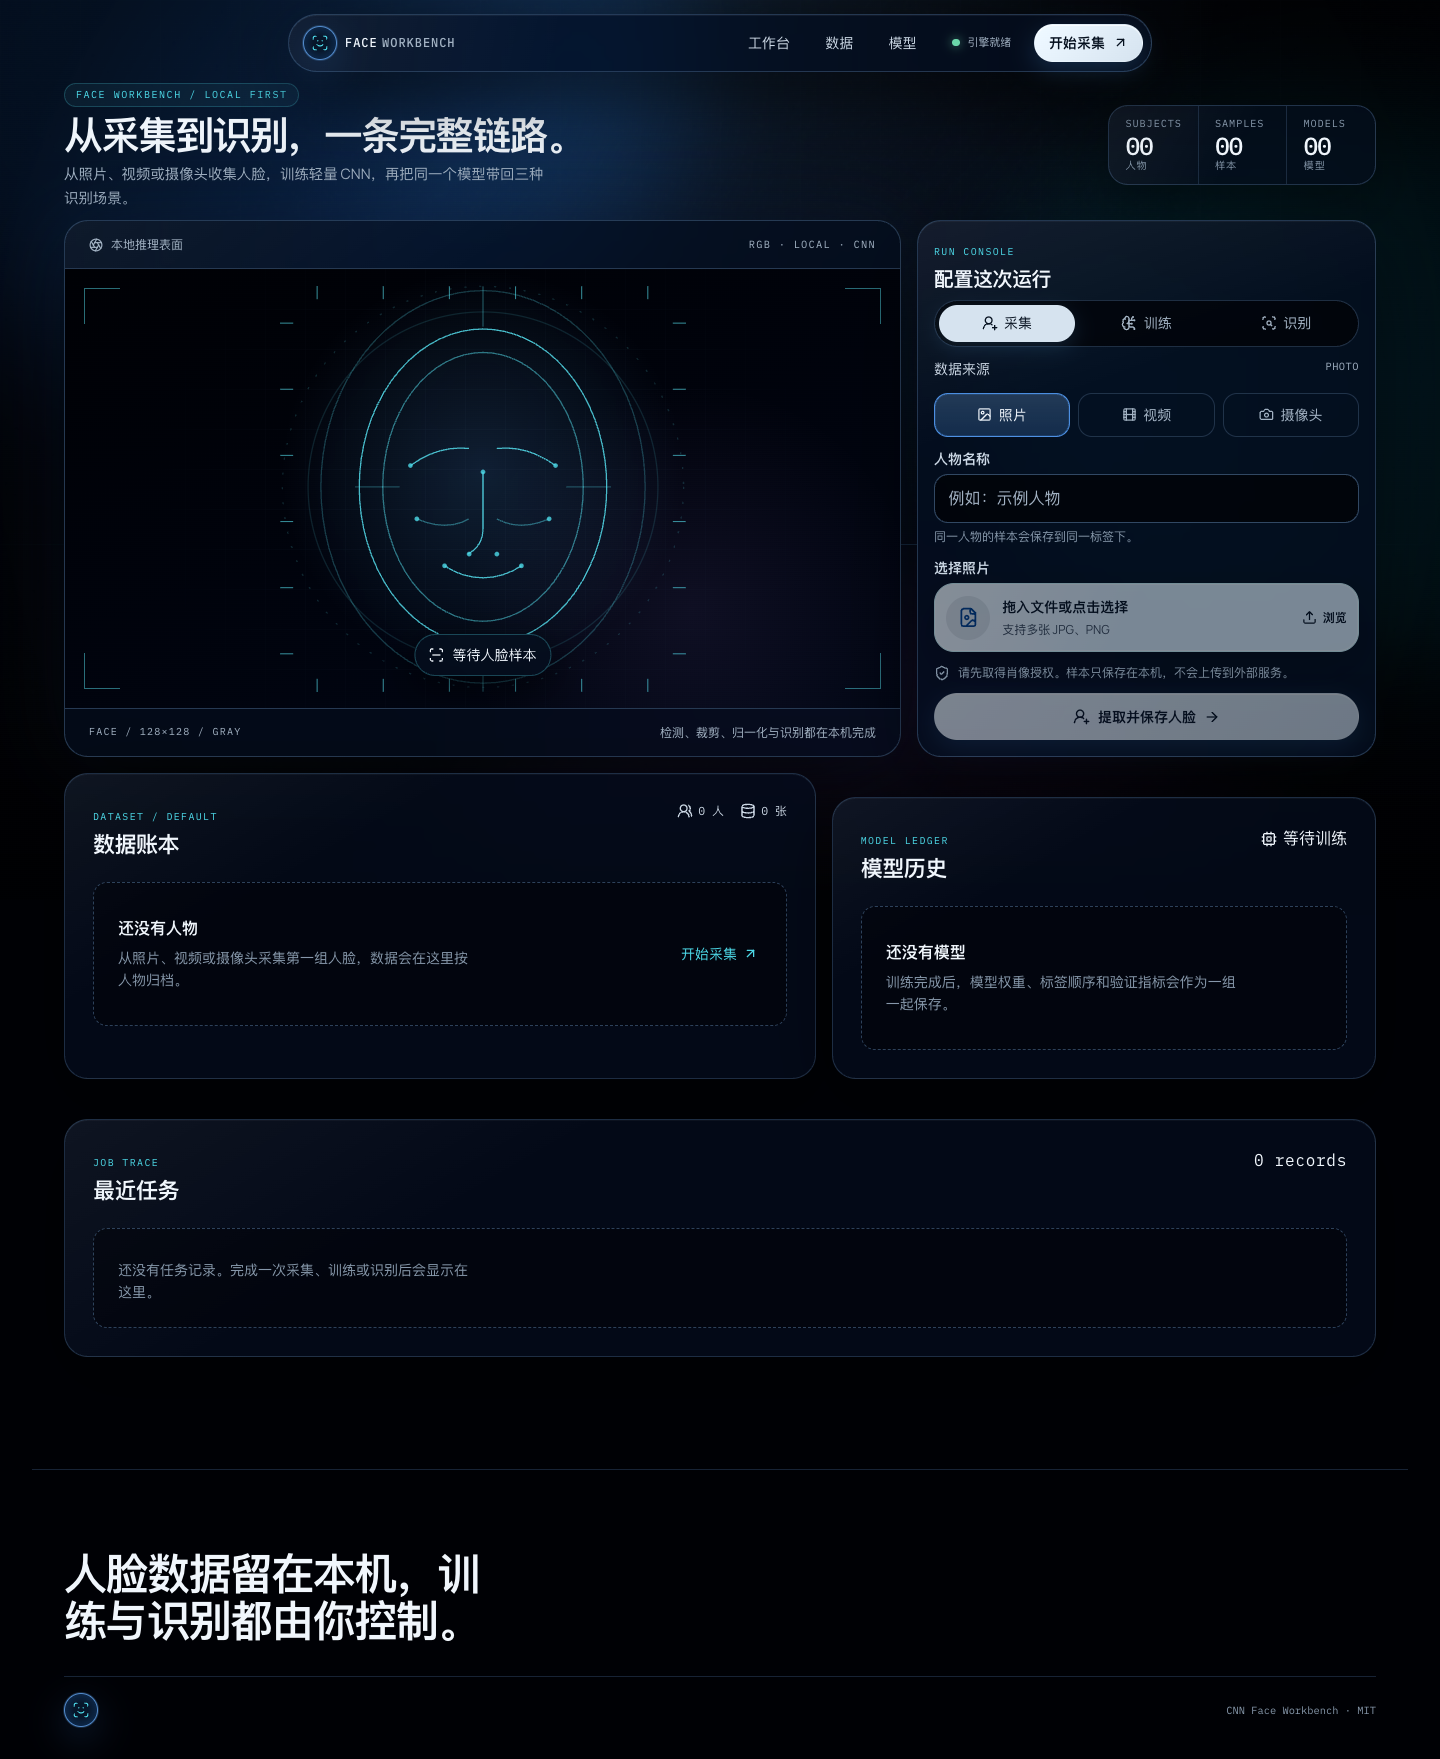 FACE WORKBENCH
工作台
数据
模型
引擎就绪
开始采集
FACE WORKBENCH / LOCAL FIRST
从采集到识别，一条完整链路。
从照片、视频或摄像头收集人脸，训练轻量 CNN，再把同一个模型带回三种
识别场景。
SUBJECTS
00
人物
SAMPLES
00
样本
MODELS
00
模型
本地推理表面
RGB · LOCAL · CNN
等待人脸样本
FACE / 128×128 / GRAY
检测、裁剪、归一化与识别都在本机完成
RUN CONSOLE
配置这次运行
采集
训练
识别
数据来源
PHOTO
照片
视频
摄像头
人物名称
例如：示例人物
同一人物的样本会保存到同一标签下。
选择照片
拖入文件或点击选择
支持多张 JPG、PNG
浏览
请先取得肖像授权。样本只保存在本机，不会上传到外部服务。
提取并保存人脸
DATASET / DEFAULT
数据账本
0 人
0 张
还没有人物
从照片、视频或摄像头采集第一组人脸，数据会在这里按
人物归档。
开始采集
MODEL LEDGER
模型历史
等待训练
还没有模型
训练完成后，模型权重、标签顺序和验证指标会作为一组
一起保存。
JOB TRACE
最近任务
0 records
还没有任务记录。完成一次采集、训练或识别后会显示在
这里。
人脸数据留在本机，训
练与识别都由你控制。
CNN Face Workbench · MIT